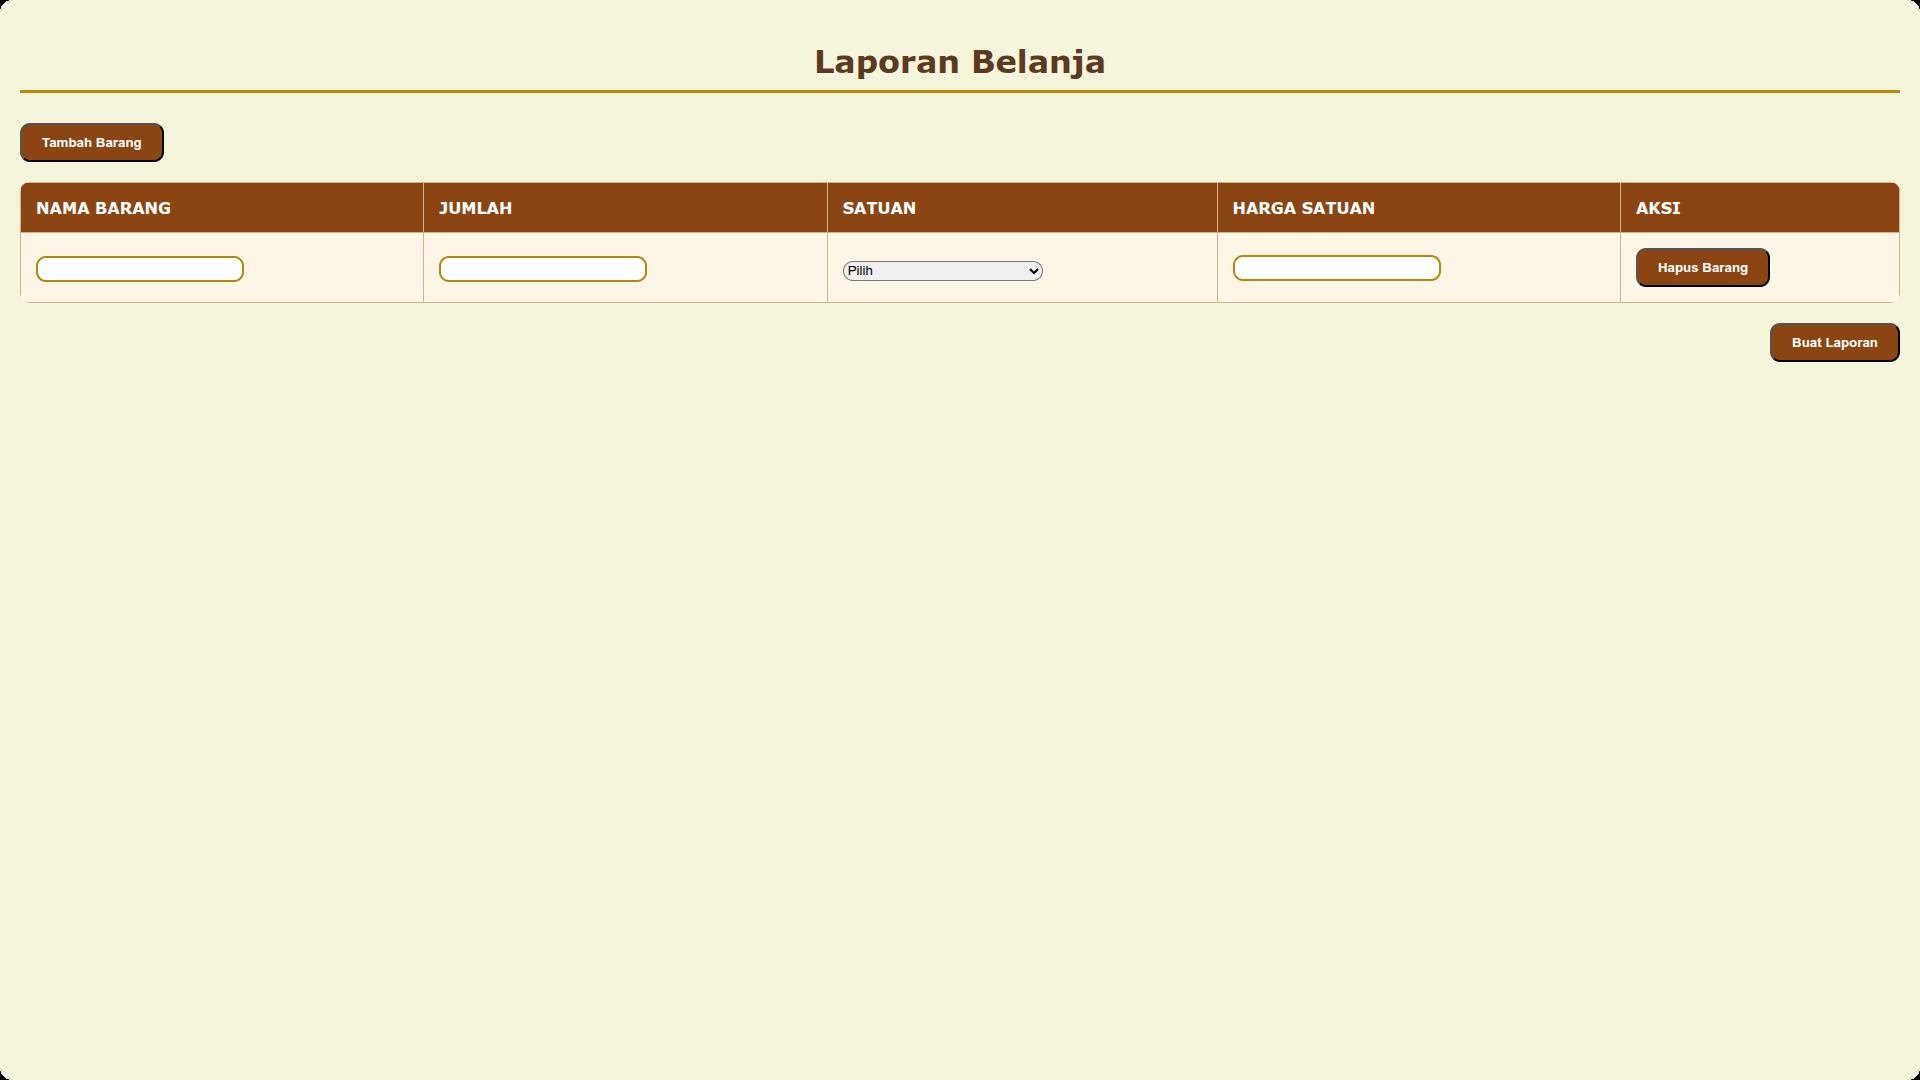 Laporan Belanja
Tambah Barang
NAMA BARANG JUMLAH SATUAN HARGA SATUAN AKSI
Pilih Hapus Barang
Buat Laporan